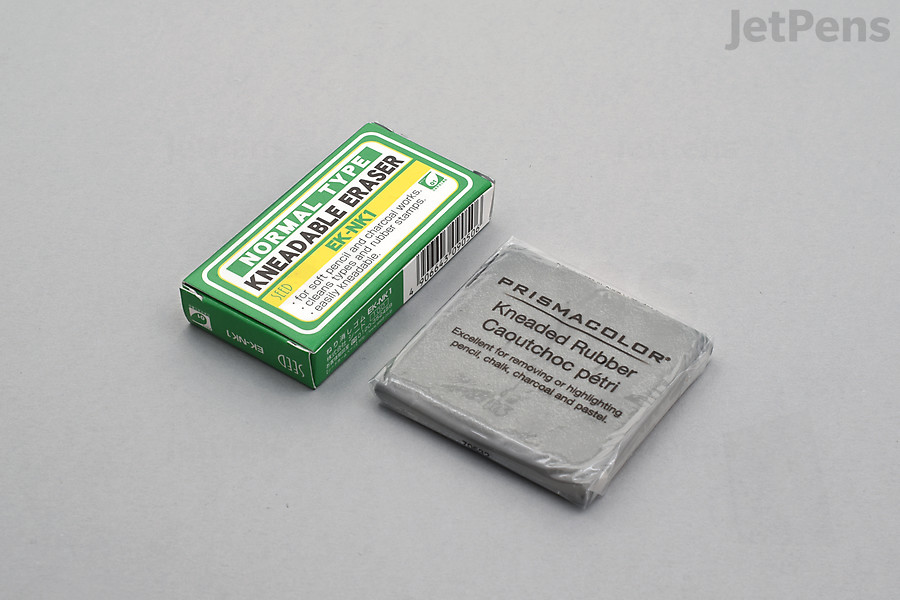 JetPens
NORMAL TYPE
KNEADABLE ERASER
EK-NK1
SEED
・for soft pencil and charcoal works.
・cleans types and rubber stamps.
・easily kneadable.
EK-NK1
SEED
EK-NK1
PRISMACOLOR®
Kneaded Rubber
Caoutchoc pétri
Excellent for removing or highlighting
pencil, chalk, charcoal and pastel.